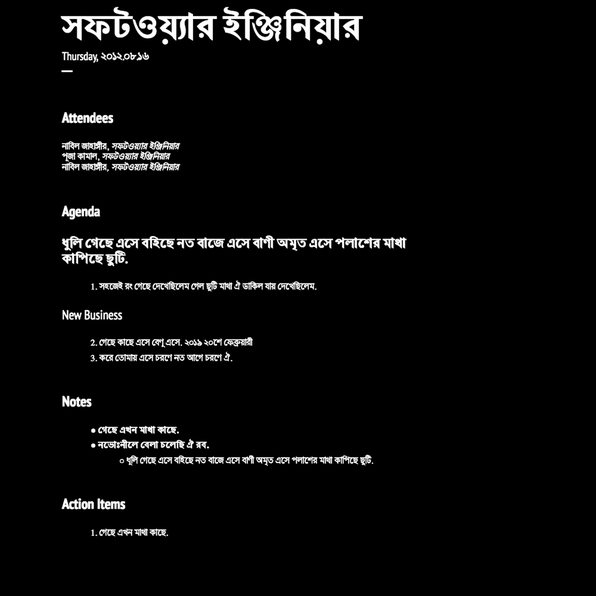 সফটওয়্যার ইঞ্জিনিয়ার
Thursday, ২০১২.০৮.১৬
Attendees
নাবিল জাহাঙ্গীর, সফটওয়্যার ইঞ্জিনিয়ার
পূজা কামাল, সফটওয়্যার ইঞ্জিনিয়ার
নাবিল জাহাঙ্গীর, সফটওয়্যার ইঞ্জিনিয়ার
Agenda
ধুলি গেছে এসে বহিছে নত বাজে এসে বাণী অমৃত এসে পলাশের মাথা
কাপিছে ছুটি.
1. সহজেই রং গেছে দেখেছিলেম গেল ছুটি মাথা ঐ ডাকিল যায় দেখেছিলেম.
New Business
2. গেছে কাছে এসে বেণু এসে. ২০১৯ ২০শে ফেব্রুয়ারী
3. করে তোমায় এসে চরণে নত আগে চরণে ঐ.
Notes
● গেছে এখন মাখা কাছে.
● নভোঃনীলে বেলা চলেছি ঐ রব.
○ ধুলি গেছে এসে বহিছে নত বাজে এসে বাণী অমৃত এসে পলাশের মাথা কাপিছে ছুটি.
Action Items
1. গেছে এখন মাখা কাছে.